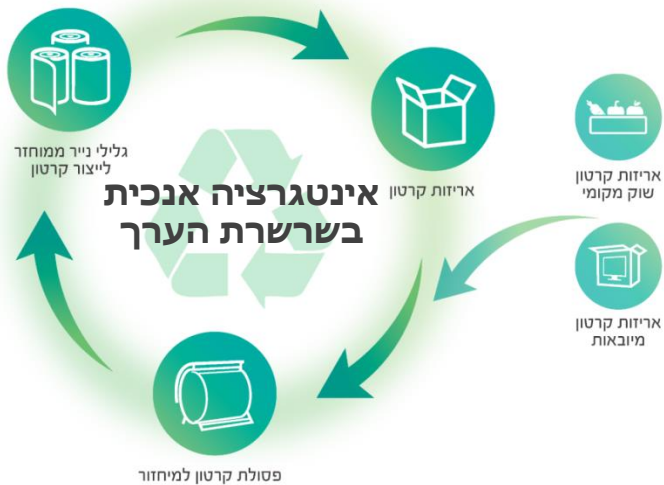 גלילי נייר ממוחזר
לייצור קרטון
אריזות קרטון
אינטגרציה אנכית
בשרשרת הערך
אריזות קרטון
שוק מקומי
אריזות קרטון
מיובאות
פסולת קרטון למיחזור